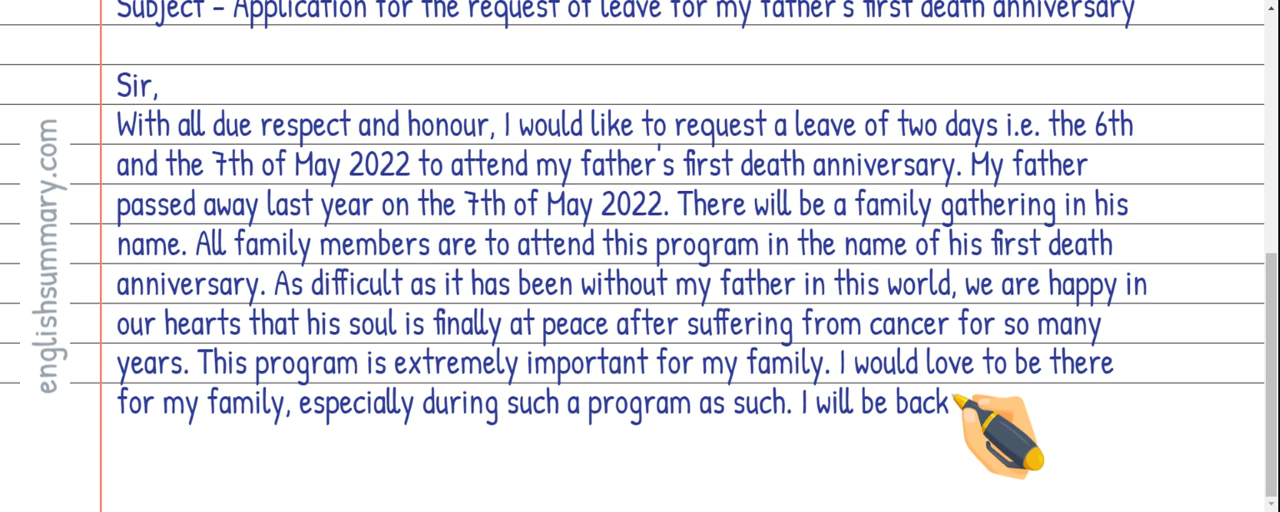 Subject - Application for the request of leave for my father's first death anniversary
Sir,
With all due respect and honour, I would like to request a leave of two days i.e. the 6th
and the 7th of May 2022 to attend my father's first death anniversary. My father
passed away last year on the 7th of May 2022. There will be a family gathering in his
name. All family members are to attend this program in the name of his first death
anniversary. As difficult as it has been without my father in this world, we are happy in
our hearts that his soul is finally at peace after suffering from cancer for so many
years. This program is extremely important for my family. I would love to be there
for my family, especially during such a program as such. I will be back
englishsummary.com